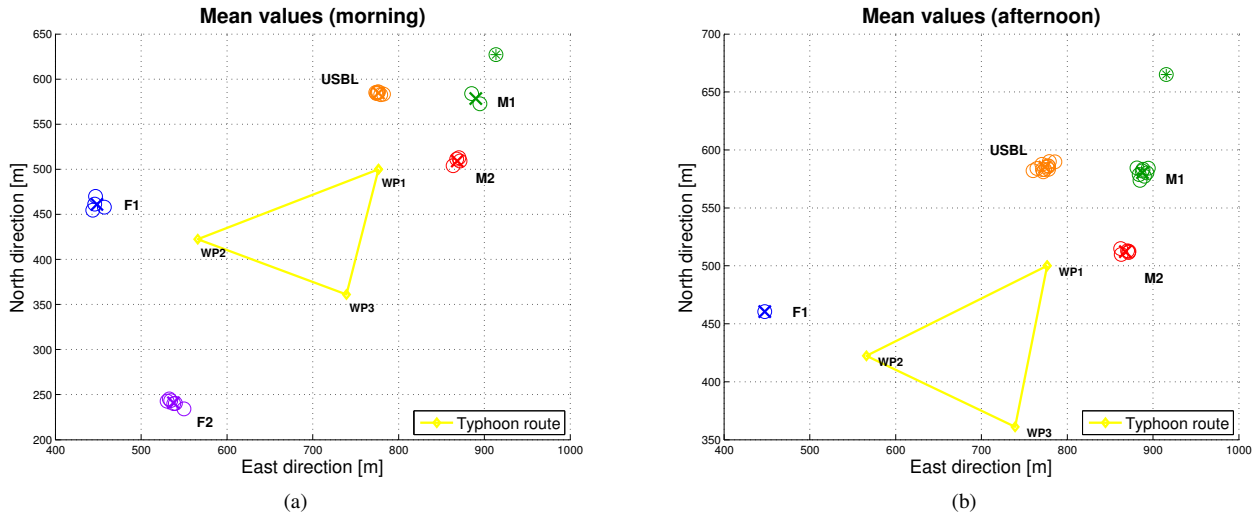 Mean values (morning)
650
600
550
500
450
400
350
300
250
200
North direction [m]
USBL
M1
M2
WP1
F1
WP2
WP3
F2
Typhoon route
400 500 600 700 800 900 1000
East direction [m]
(a)
Mean values (afternoon)
700
650
600
550
500
450
400
350
North direction [m]
USBL
M1
M2
WP1
F1
WP2
WP3
Typhoon route
400 500 600 700 800 900 1000
East direction [m]
(b)